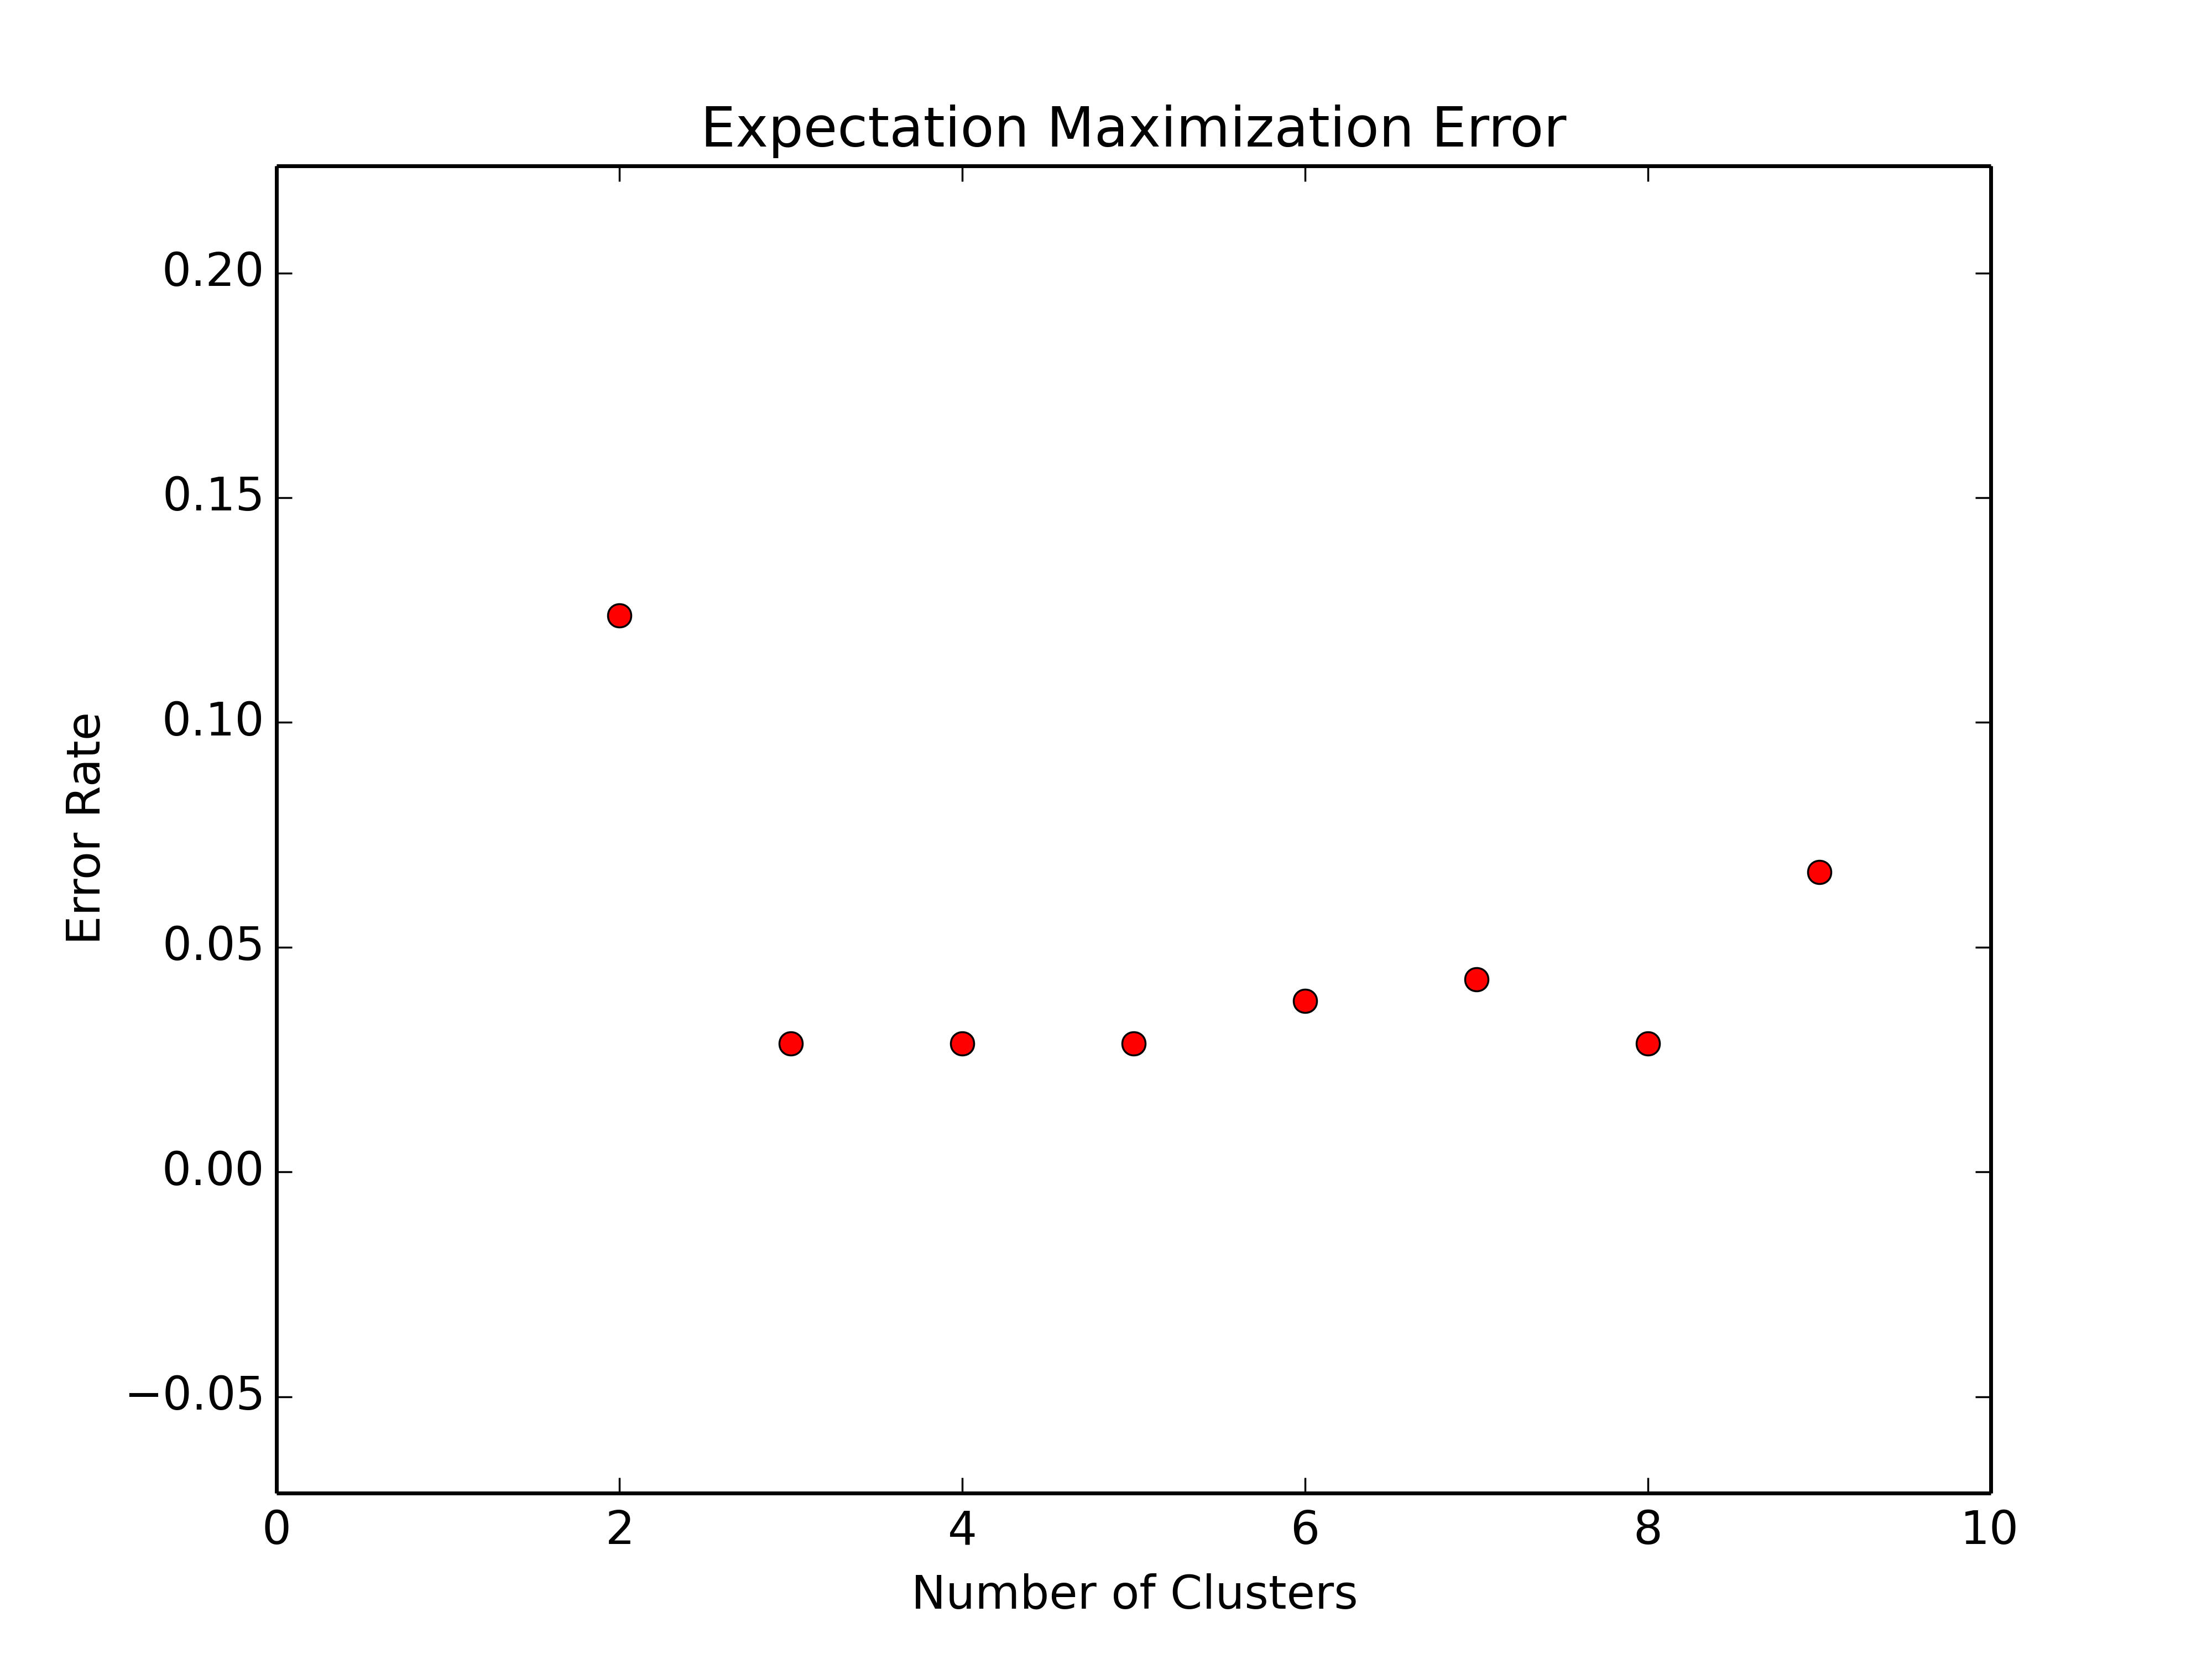 Expectation Maximization Error
0.20
0.15
0.10
0.05
0.00
−0.05
Error Rate
0 2 4 6 8 10
Number of Clusters